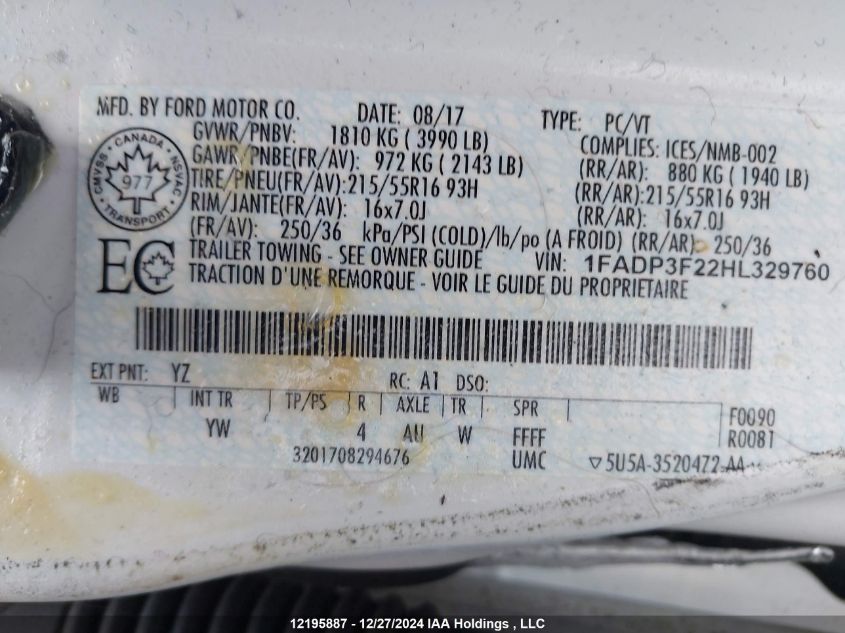 MFD. BY FORD MOTOR CO. DATE: 08/17 TYPE: PC/VT
GVWR/PNBV: 1810 KG ( 3990 LB) COMPLIES: ICES/NMB-002
GAWR/PNBE(FR/AV): 972 KG ( 2143 LB) (RR/AR): 880 KG ( 1940 LB)
TIRE/PNEU(FR/AV): 215/55R16 93H (RR/AR): 215/55R16 93H
RIM/JANTE(FR/AV): 16x7.0J (RR/AR): 16x7.0J
(FR/AV): 250/36 kPa/PSI (COLD)/lb/po (A FROID) (RR/AR): 250/36
TRAILER TOWING - SEE OWNER GUIDE VIN: 1FADP3F22HL329760
TRACTION D'UNE REMORQUE - VOIR LE GUIDE DU PROPRIETAIRE
CANADA
CMVSS 977 NSVAC
TRANSPORT
EC
EXT PNT: YZ RC: A1 DSO:
WB INT TR TP/PS R AXLE TR SPR F0090
YW 4 AU W FFFF R0081
3201708294676 UMC ▽5U5A-3520472-AA
12195887 - 12/27/2024 IAA Holdings , LLC